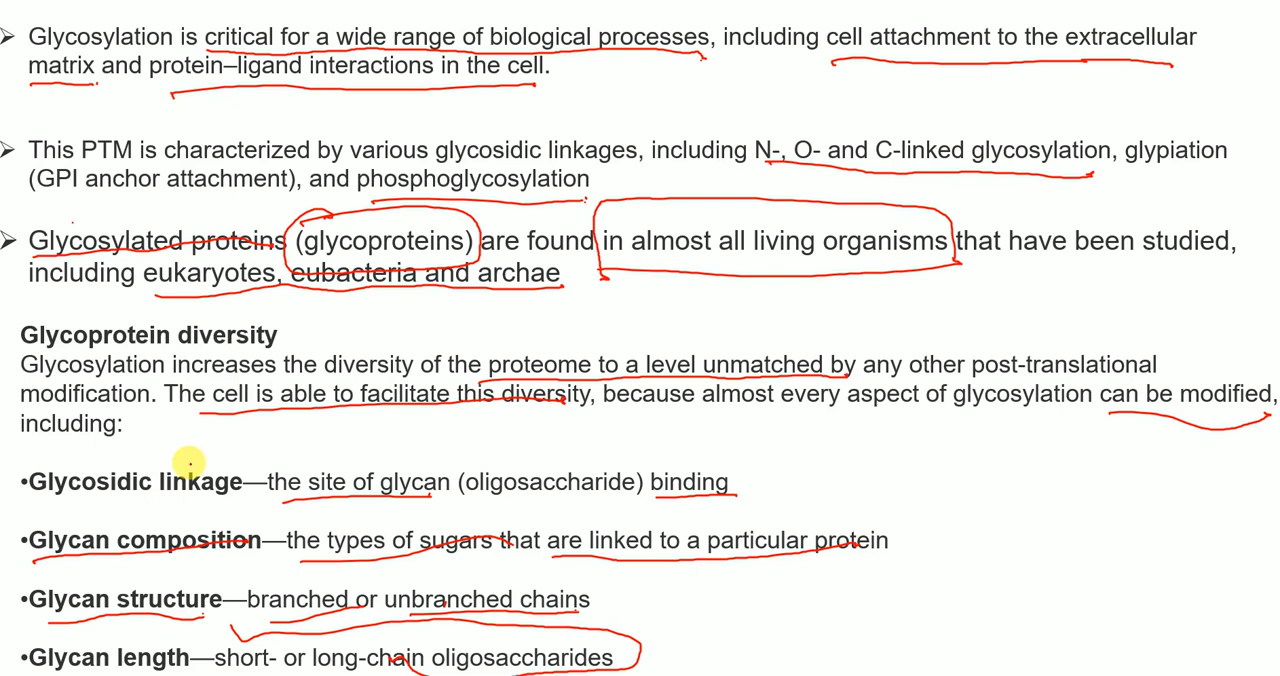 ➢ Glycosylation is critical for a wide range of biological processes, including cell attachment to the extracellular
matrix and protein–ligand interactions in the cell.
➢ This PTM is characterized by various glycosidic linkages, including N-, O- and C-linked glycosylation, glypiation
(GPI anchor attachment), and phosphoglycosylation
➢ Glycosylated proteins (glycoproteins) are found in almost all living organisms that have been studied,
including eukaryotes, eubacteria and archae
Glycoprotein diversity
Glycosylation increases the diversity of the proteome to a level unmatched by any other post-translational
modification. The cell is able to facilitate this diversity, because almost every aspect of glycosylation can be modified,
including:
•Glycosidic linkage—the site of glycan (oligosaccharide) binding
•Glycan composition—the types of sugars that are linked to a particular protein
•Glycan structure—branched or unbranched chains
•Glycan length—short- or long-chain oligosaccharides